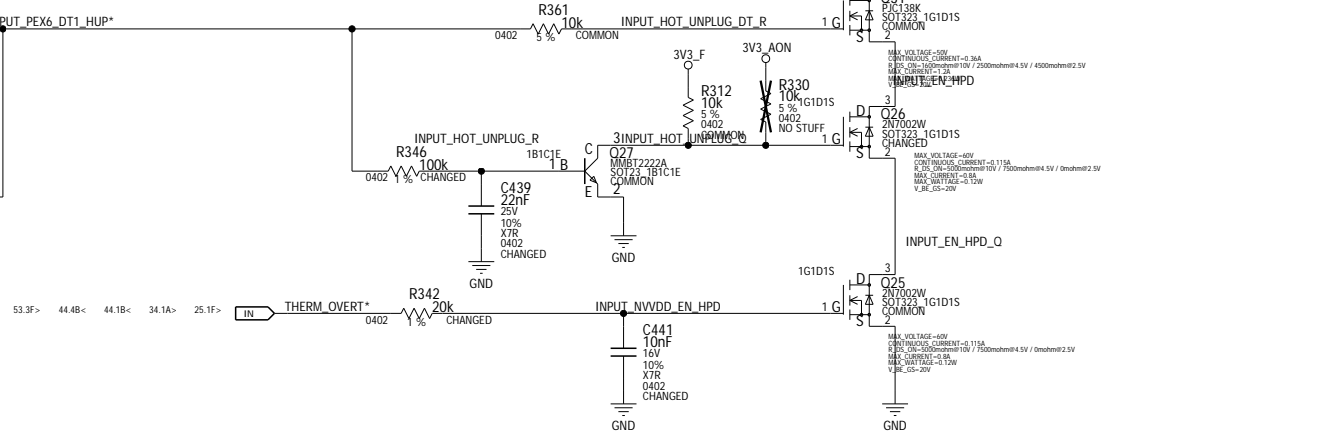 PUT_PEX6_DT1_HUP*
R361
10k
0402
5 %
COMMON
INPUT_HOT_UNPLUG_DT_R
1 G
PJC138K
SOT323_1G1D1S
COMMON
S 2
MAX_VOLTAGE=50V
CONTINUOUS_CURRENT=0.36A
R_DS_ON=1600mohm@10V / 2500mohm@4.5V / 4500mohm@2.5V
MAX_CURRENT=1.2A
INPUT_EN_HPD
3V3_F
3V3_AON
R312
10k
5 %
0402
COMMON
R330
10k
5 %
0402
NO STUFF
1G1D1S
3
D
Q26
2N7002W
SOT323_1G1D1S
CHANGED
1 G
S 2
MAX_VOLTAGE=60V
CONTINUOUS_CURRENT=0.115A
R_DS_ON=5000mohm@10V / 7500mohm@4.5V / 0mohm@2.5V
MAX_CURRENT=0.8A
MAX_WATTAGE=0.12W
V_BE_GS=20V
INPUT_HOT_UNPLUG_R
R346
100k
0402
1 %
CHANGED
1B1C1E
1 B
C
3
INPUT_HOT_UNPLUG_Q
Q27
MMBT2222A
SOT23_1B1C1E
COMMON
E 2
GND
C439
22nF
25V
10%
X7R
0402
CHANGED
GND
INPUT_EN_HPD_Q
53.3F> 44.4B< 44.1B< 34.1A> 25.1F>
IN
THERM_OVERT*
R342
20k
0402
1 %
CHANGED
INPUT_NVVDD_EN_HPD
C441
10nF
16V
10%
X7R
0402
CHANGED
GND
1G1D1S
3
D
Q25
2N7002W
SOT323_1G1D1S
COMMON
1 G
S 2
MAX_VOLTAGE=60V
CONTINUOUS_CURRENT=0.115A
R_DS_ON=5000mohm@10V / 7500mohm@4.5V / 0mohm@2.5V
MAX_CURRENT=0.8A
MAX_WATTAGE=0.12W
V_BE_GS=20V
GND